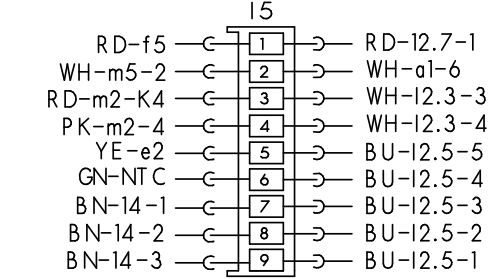 15
RD-f5 1 RD-12.7-1
WH-m5-2 2 WH-a1-6
RD-m2-K4 3 WH-12.3-3
PK-m2-4 4 WH-12.3-4
YE-e2 5 BU-12.5-5
GN-NTC 6 BU-12.5-4
BN-14-1 7 BU-12.5-3
BN-14-2 8 BU-12.5-2
BN-14-3 9 BU-12.5-1